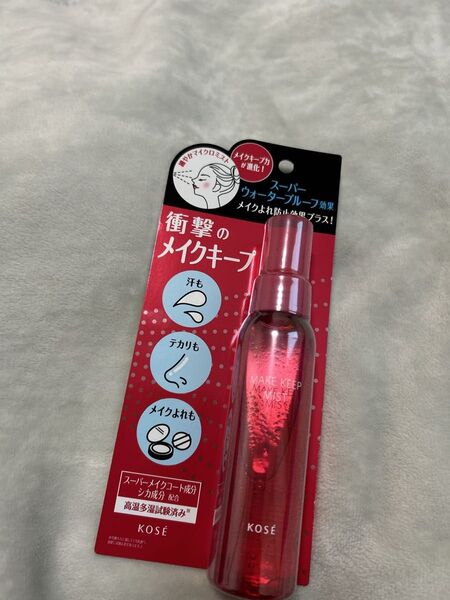 細やかマイクロミスト
メイクキープ力
が進化！
スーパー
ウォータープルーフ効果
メイクよれ防止効果プラス！
衝撃の
メイクキープ
汗も
テカリも
メイクよれも
スーパーメイクコート成分
シカ成分 配合
高温多湿試験済み※
KOSÉ
MAKE KEEP
MIST
KOSÉ